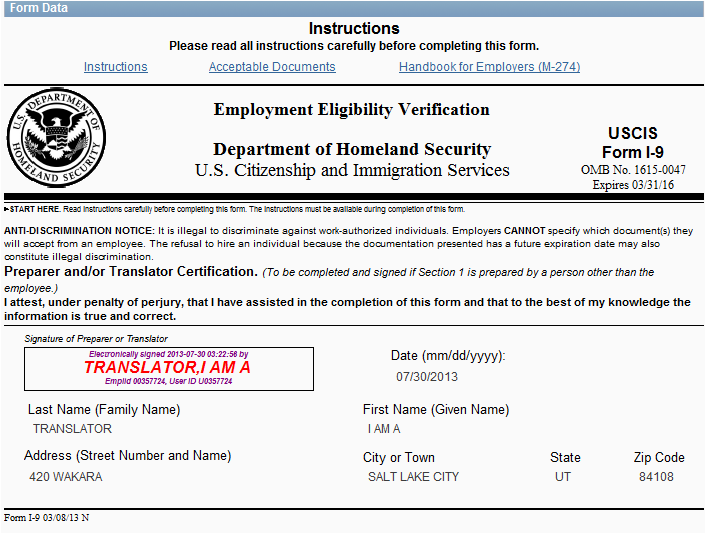 Form Data
Instructions
Please read all instructions carefully before completing this form.
Instructions Acceptable Documents Handbook for Employers (M-274)
U.S. DEPARTMENT OF HOMELAND SECURITY
Employment Eligibility Verification
Department of Homeland Security
U.S. Citizenship and Immigration Services
USCIS
Form I-9
OMB No. 1615-0047
Expires 03/31/16
►START HERE. Read instructions carefully before completing this form. The instructions must be available during completion of this form.
ANTI-DISCRIMINATION NOTICE: It is illegal to discriminate against work-authorized individuals. Employers CANNOT specify which document(s) they
will accept from an employee. The refusal to hire an individual because the documentation presented has a future expiration date may also
constitute illegal discrimination.
Preparer and/or Translator Certification. (To be completed and signed if Section 1 is prepared by a person other than the
employee.)
I attest, under penalty of perjury, that I have assisted in the completion of this form and that to the best of my knowledge the
information is true and correct.
Signature of Preparer or Translator
Electronically signed 2013-07-30 03:22:56 by
TRANSLATOR,I AM A
Emplid 00357724, User ID U0357724
Date (mm/dd/yyyy):
07/30/2013
Last Name (Family Name) First Name (Given Name)
TRANSLATOR I AM A
Address (Street Number and Name) City or Town State Zip Code
420 WAKARA SALT LAKE CITY UT 84108
Form I-9 03/08/13 N